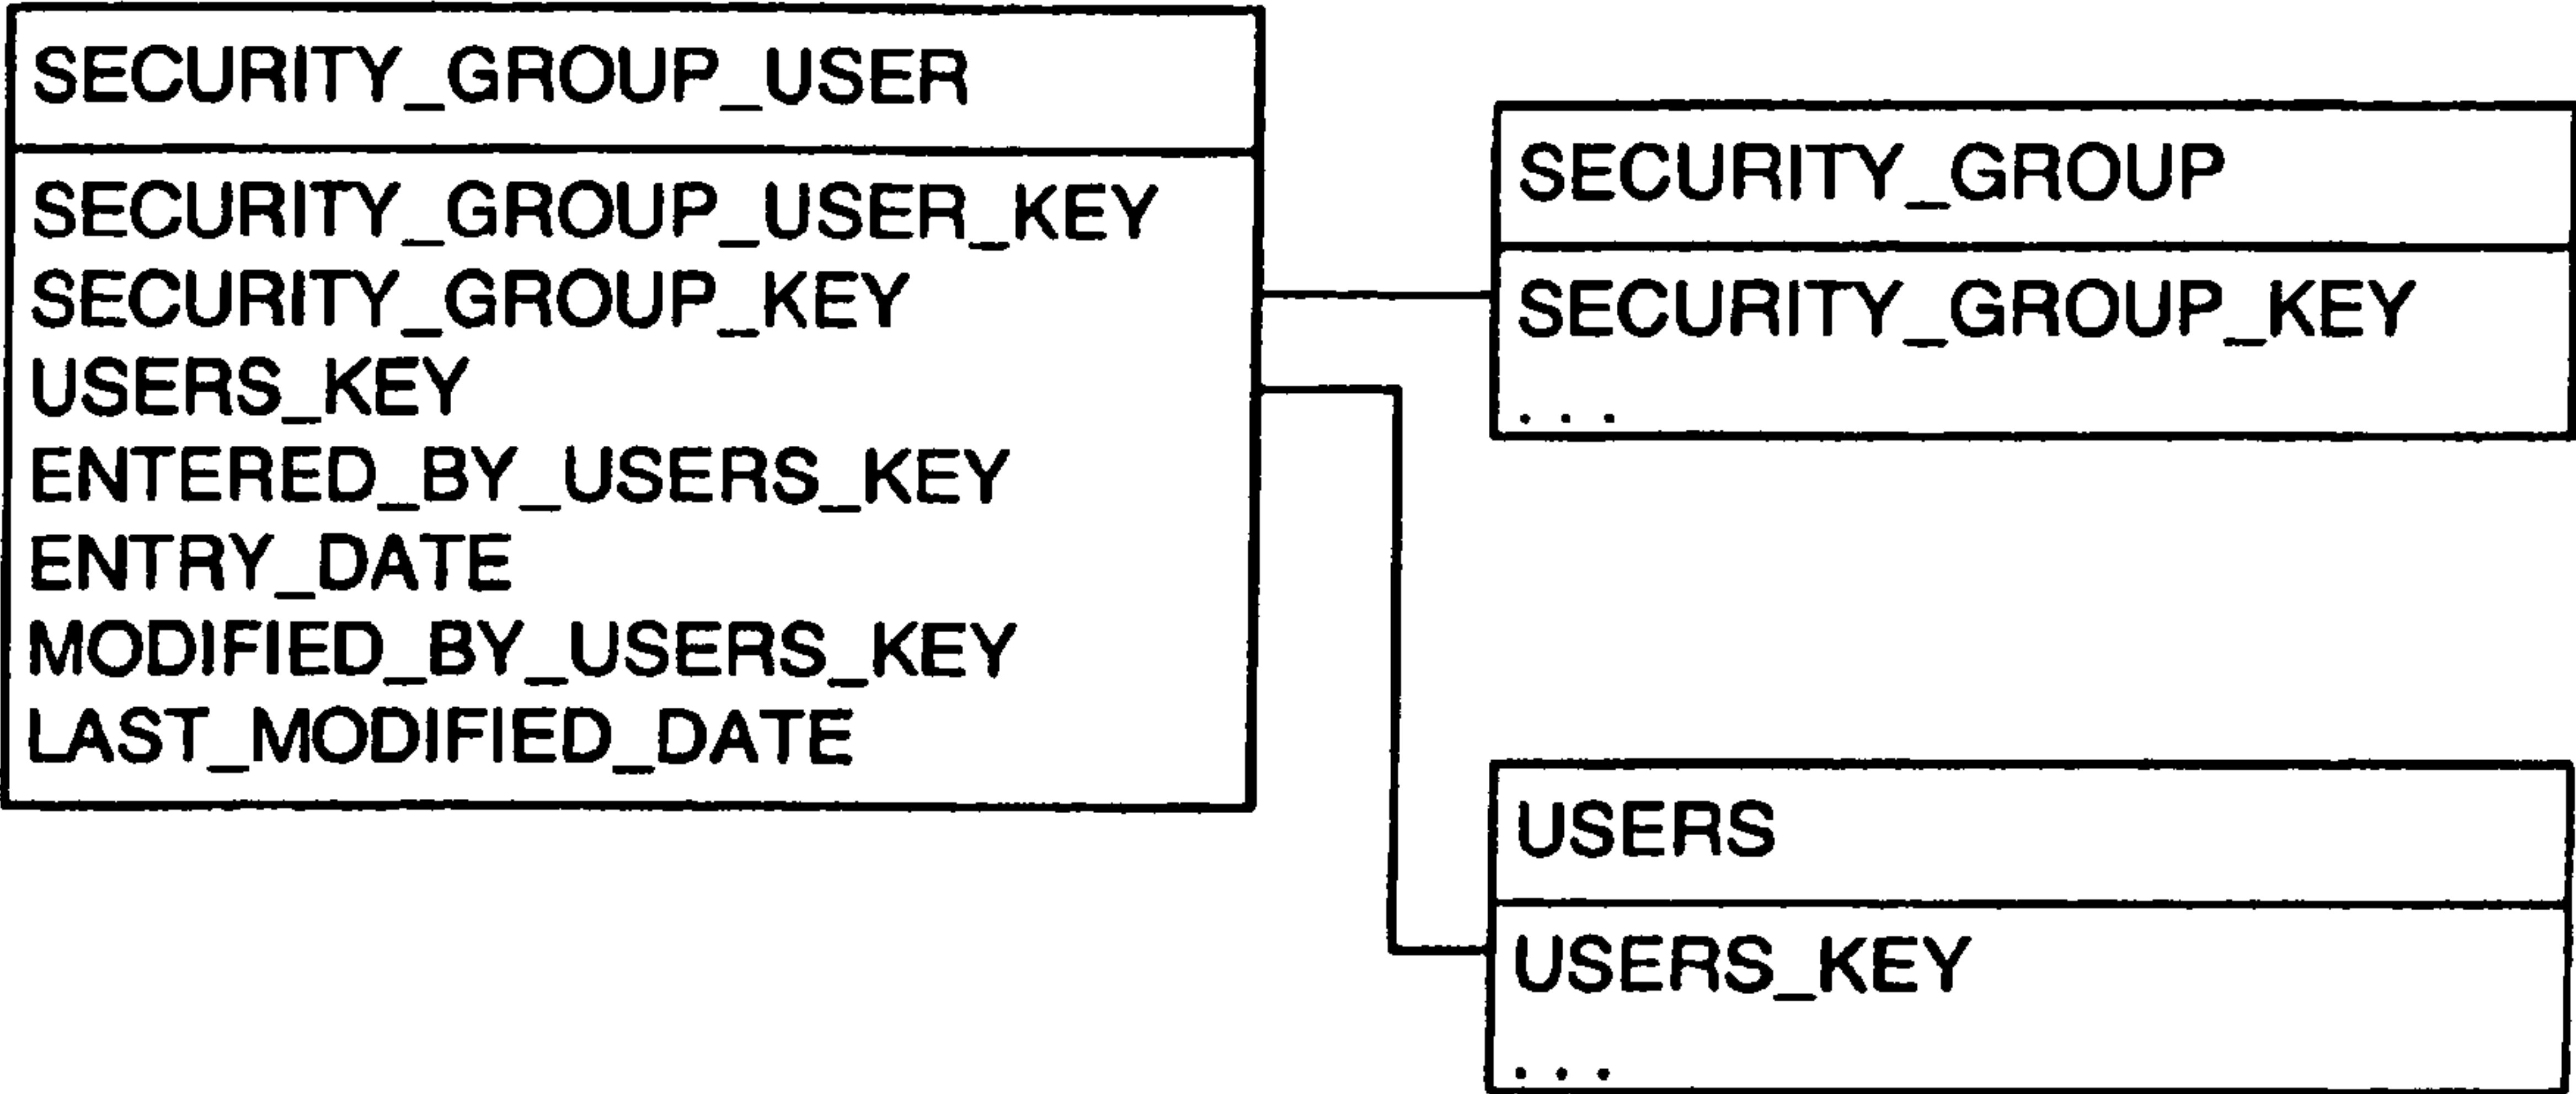 SECURITY_GROUP_USER
SECURITY_GROUP_USER_KEY
SECURITY_GROUP_KEY
USERS_KEY
ENTERED_BY_USERS_KEY
ENTRY_DATE
MODIFIED_BY_USERS_KEY
LAST_MODIFIED_DATE
SECURITY_GROUP
SECURITY_GROUP_KEY
. . .
USERS
USERS_KEY
. . .